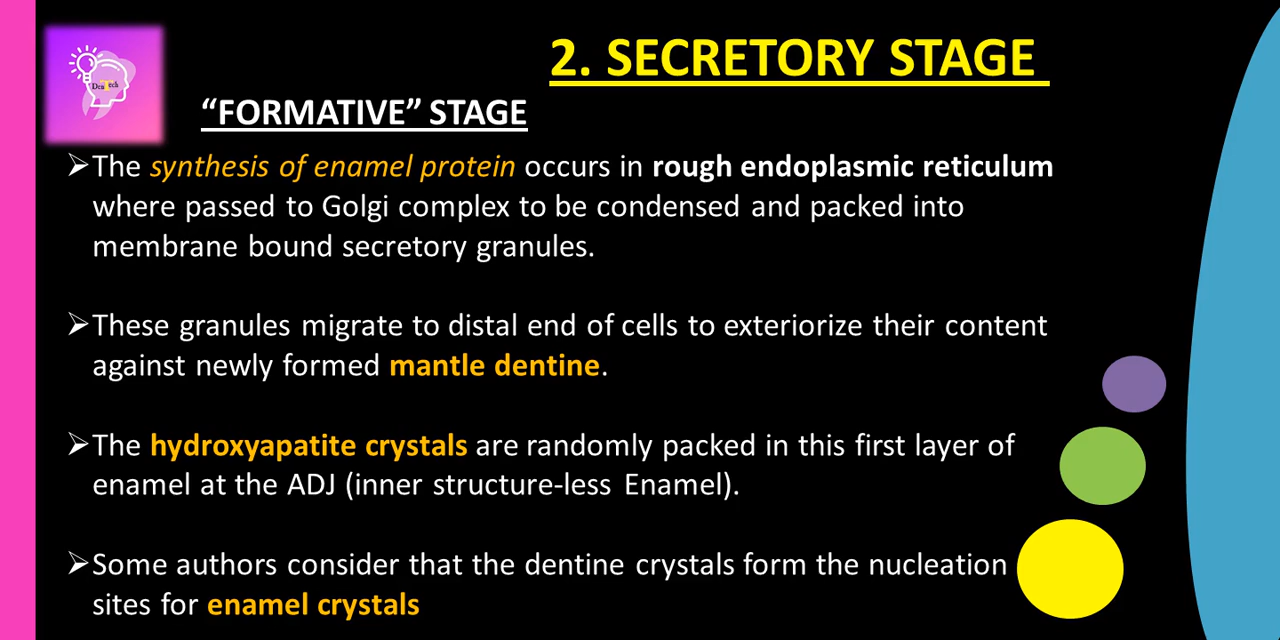 2. SECRETORY STAGE
“FORMATIVE” STAGE
➢The synthesis of enamel protein occurs in rough endoplasmic reticulum
where passed to Golgi complex to be condensed and packed into
membrane bound secretory granules.
➢These granules migrate to distal end of cells to exteriorize their content
against newly formed mantle dentine.
➢The hydroxyapatite crystals are randomly packed in this first layer of
enamel at the ADJ (inner structure-less Enamel).
➢Some authors consider that the dentine crystals form the nucleation
sites for enamel crystals